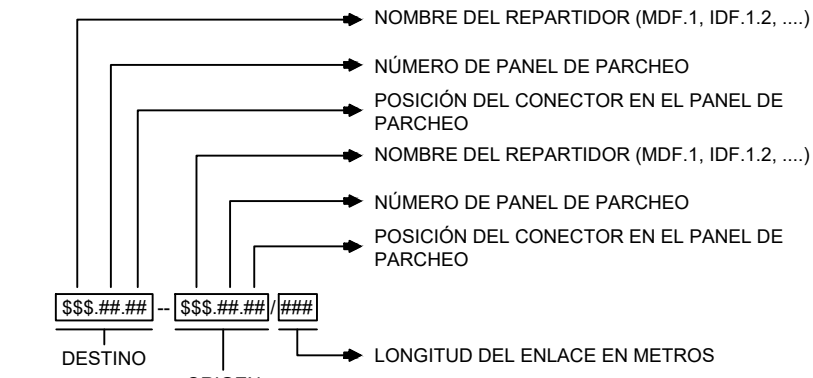 NOMBRE DEL REPARTIDOR (MDF.1, IDF.1.2, ....)
NÚMERO DE PANEL DE PARCHEO
POSICIÓN DEL CONECTOR EN EL PANEL DE
PARCHEO
NOMBRE DEL REPARTIDOR (MDF.1, IDF.1.2, ....)
NÚMERO DE PANEL DE PARCHEO
POSICIÓN DEL CONECTOR EN EL PANEL DE
PARCHEO
$$$.##.## -- $$$.##.## / ###
DESTINO
LONGITUD DEL ENLACE EN METROS